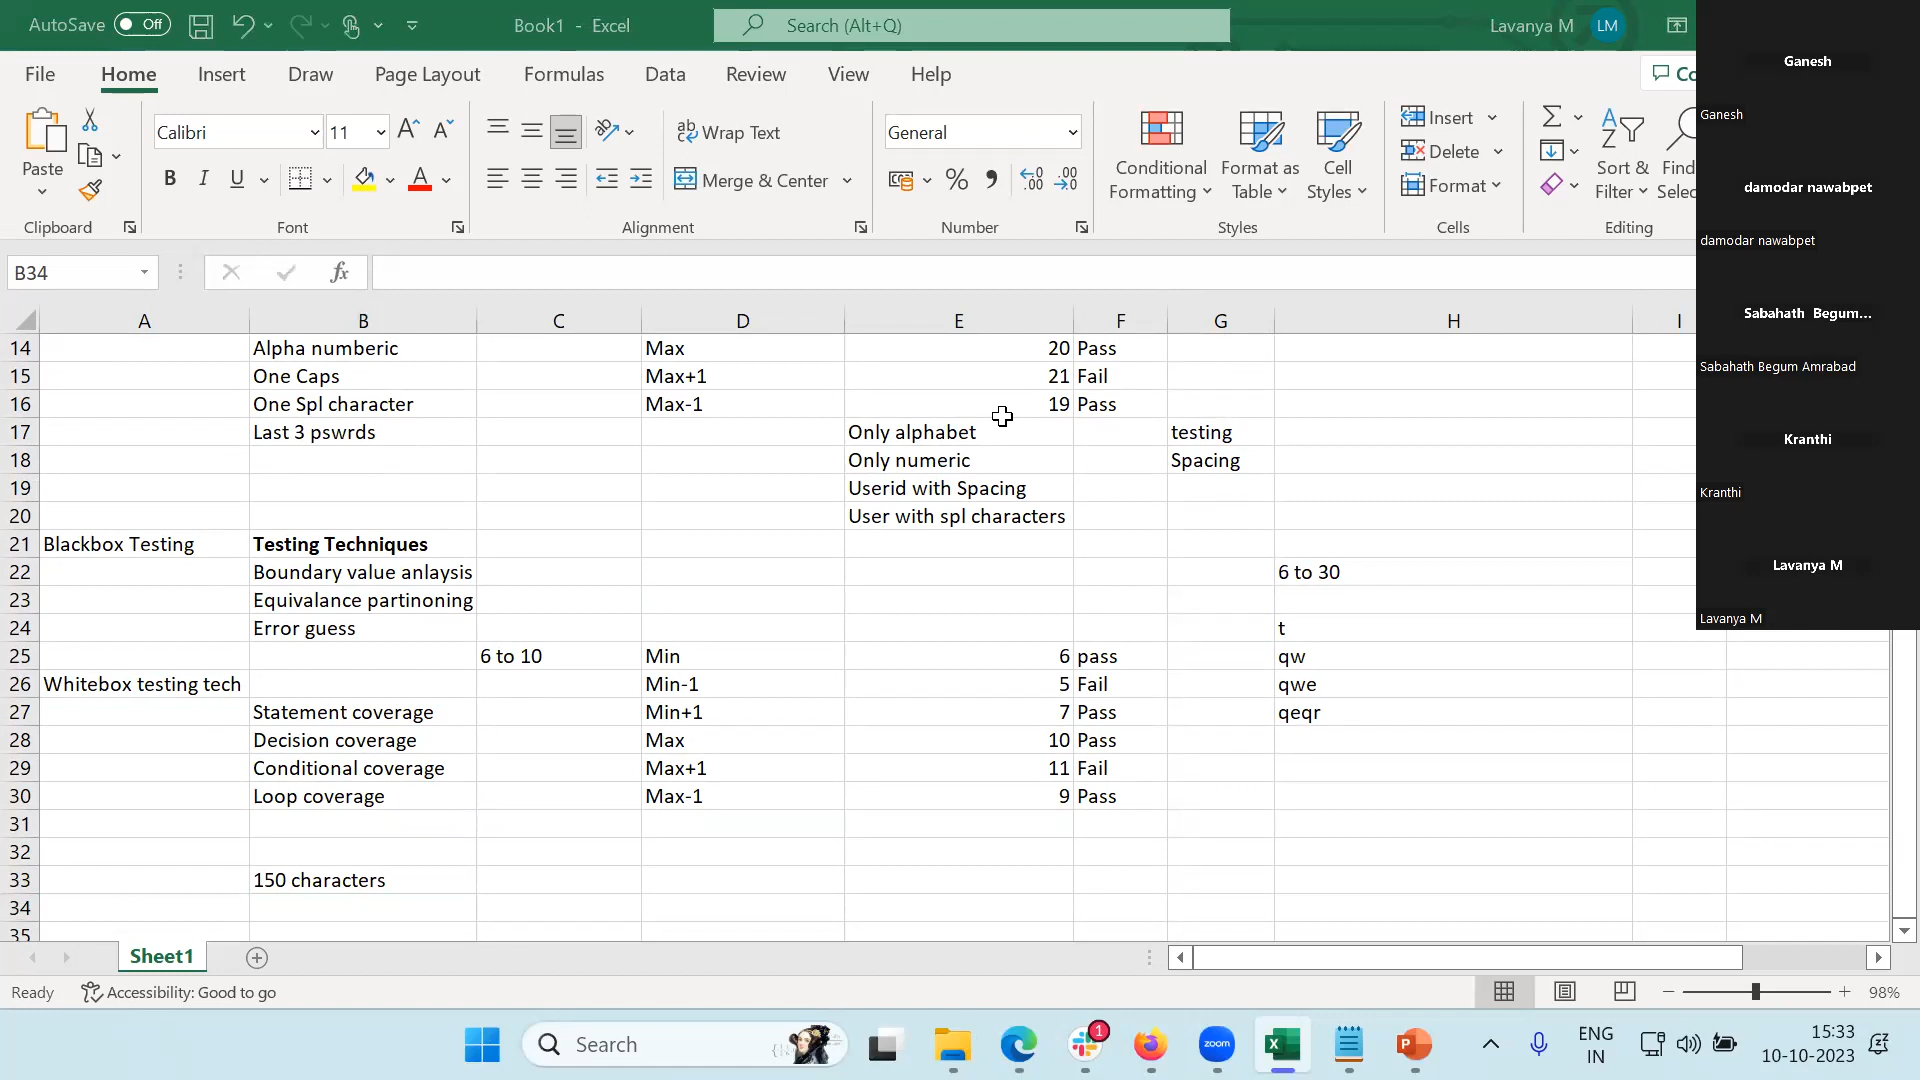 AutoSave Off Book1 - Excel Search (Alt+Q) Lavanya M LM
File Home Insert Draw Page Layout Formulas Data Review View Help Co
Paste
Clipboard
Calibri 11
B I U
Font
Wrap Text
Merge & Center
Alignment
General
Number
Conditional Formatting
Format as Table
Cell Styles
Styles
Insert
Delete
Format
Cells
Sort & Filter
Find Selec
Editing
B34 fx
A B C D E F G H I
14 Alpha numberic Max 20 Pass
15 One Caps Max+1 21 Fail
16 One Spl character Max-1 19 Pass
17 Last 3 pswrds Only alphabet testing
18 Only numeric Spacing
19 Userid with Spacing
20 User with spl characters
21 Blackbox Testing Testing Techniques
22 Boundary value anlaysis 6 to 30
23 Equivalance partinoning
24 Error guess t
25 6 to 10 Min 6 pass qw
26 Whitebox testing tech Min-1 5 Fail qwe
27 Statement coverage Min+1 7 Pass qeqr
28 Decision coverage Max 10 Pass
29 Conditional coverage Max+1 11 Fail
30 Loop coverage Max-1 9 Pass
31
32
33 150 characters
34
35
Sheet1
Ready Accessibility: Good to go 98%
Ganesh
Ganesh
damodar nawabpet
damodar nawabpet
Sabahath Begum...
Sabahath Begum Amrabad
Kranthi
Kranthi
Lavanya M
Lavanya M
Search 1 zoom ENG IN 15:33 10-10-2023